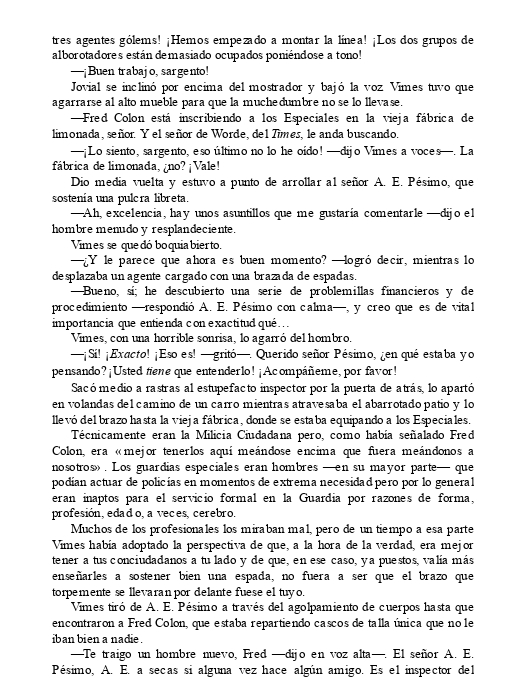 tres agentes gólems! ¡Hemos empezado a montar la línea! ¡Los dos grupos de
alborotadores están demasiado ocupados poniéndose a tono!
—¡Buen trabajo, sargento!
Jovial se inclinó por encima del mostrador y bajó la voz. Vimes tuvo que
agarrarse al alto mueble para que la muchedumbre no se lo llevase.
—Fred Colon está inscribiendo a los Especiales en la vieja fábrica de
limonada, señor. Y el señor de Worde, del Times, le anda buscando.
—¡Lo siento, sargento, eso último no lo he oído! —dijo Vimes a voces—. La
fábrica de limonada, ¿no? ¡Vale!
Dio media vuelta y estuvo a punto de arrollar al señor A. E. Pésimo, que
sostenía una pulcra libreta.
—Ah, excelencia, hay unos asuntillos que me gustaría comentarle —dijo el
hombre menudo y resplandeciente.
Vimes se quedó boquiabierto.
—¿Y le parece que ahora es buen momento? —logró decir, mientras lo
desplazaba un agente cargado con una brazada de espadas.
—Bueno, sí; he descubierto una serie de problemillas financieros y de
procedimiento —respondió A. E. Pésimo con calma—, y creo que es de vital
importancia que entienda con exactitud qué…
Vimes, con una horrible sonrisa, lo agarró del hombro.
—¡Sí! ¡Exacto! ¡Eso es! —gritó—. Querido señor Pésimo, ¿en qué estaba yo
pensando? ¡Usted tiene que entenderlo! ¡Acompáñeme, por favor!
Sacó medio a rastras al estupefacto inspector por la puerta de atrás, lo apartó
en volandas del camino de un carro mientras atravesaba el abarrotado patio y lo
llevó del brazo hasta la vieja fábrica, donde se estaba equipando a los Especiales.
Técnicamente eran la Milicia Ciudadana pero, como había señalado Fred
Colon, era «mejor tenerlos aquí meándose encima que fuera meándonos a
nosotros». Los guardias especiales eran hombres —en su mayor parte— que
podían actuar de policías en momentos de extrema necesidad pero por lo general
eran inaptos para el servicio formal en la Guardia por razones de forma,
profesión, edad o, a veces, cerebro.
Muchos de los profesionales los miraban mal, pero de un tiempo a esa parte
Vimes había adoptado la perspectiva de que, a la hora de la verdad, era mejor
tener a tus conciudadanos a tu lado y de que, en ese caso, ya puestos, valía más
enseñarles a sostener bien una espada, no fuera a ser que el brazo que
torpemente se llevaran por delante fuese el tuyo.
Vimes tiró de A. E. Pésimo a través del agolpamiento de cuerpos hasta que
encontraron a Fred Colon, que estaba repartiendo cascos de talla única que no le
iban bien a nadie.
—Te traigo un hombre nuevo, Fred —dijo en voz alta—. El señor A. E.
Pésimo, A. E. a secas si alguna vez hace algún amigo. Es el inspector del